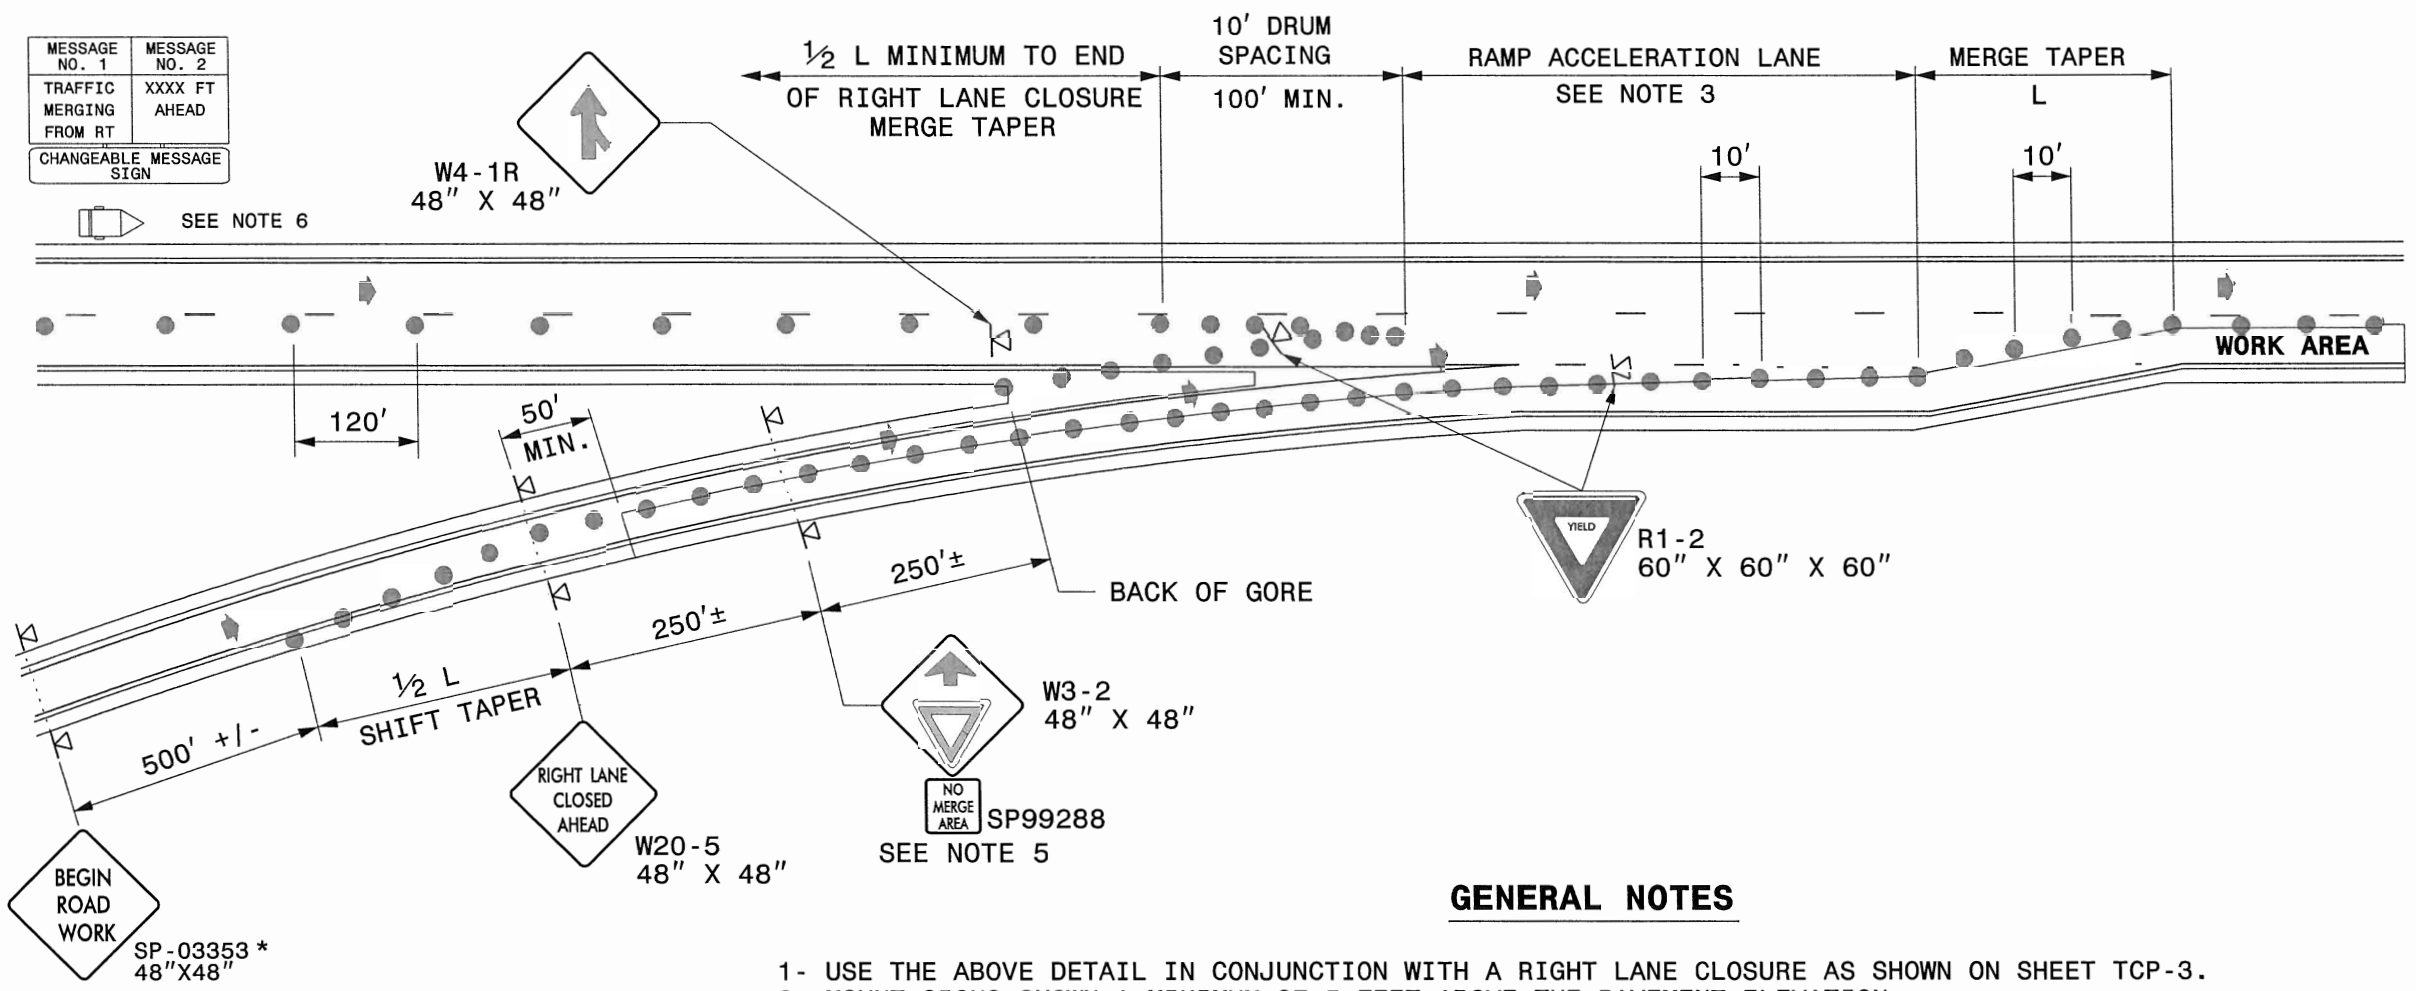 MESSAGE NO. 1
MESSAGE NO. 2
TRAFFIC MERGING FROM RT
XXXX FT AHEAD
CHANGEABLE MESSAGE SIGN
SEE NOTE 6
W4-1R
48" X 48"
½ L MINIMUM TO END
OF RIGHT LANE CLOSURE
MERGE TAPER
10' DRUM
SPACING
100' MIN.
RAMP ACCELERATION LANE
SEE NOTE 3
MERGE TAPER
L
10'
10'
WORK AREA
120'
50'
MIN.
250'±
250'±
BACK OF GORE
YIELD
R1-2
60" X 60" X 60"
½ L
SHIFT TAPER
500' +/-
W3-2
48" X 48"
NO
MERGE
AREA
SP99288
SEE NOTE 5
RIGHT LANE
CLOSED
AHEAD
W20-5
48" X 48"
BEGIN
ROAD
WORK
SP-03353 *
48"X48"
GENERAL NOTES
1- USE THE ABOVE DETAIL IN CONJUNCTION WITH A RIGHT LANE CLOSURE AS SHOWN ON SHEET TCP-3.